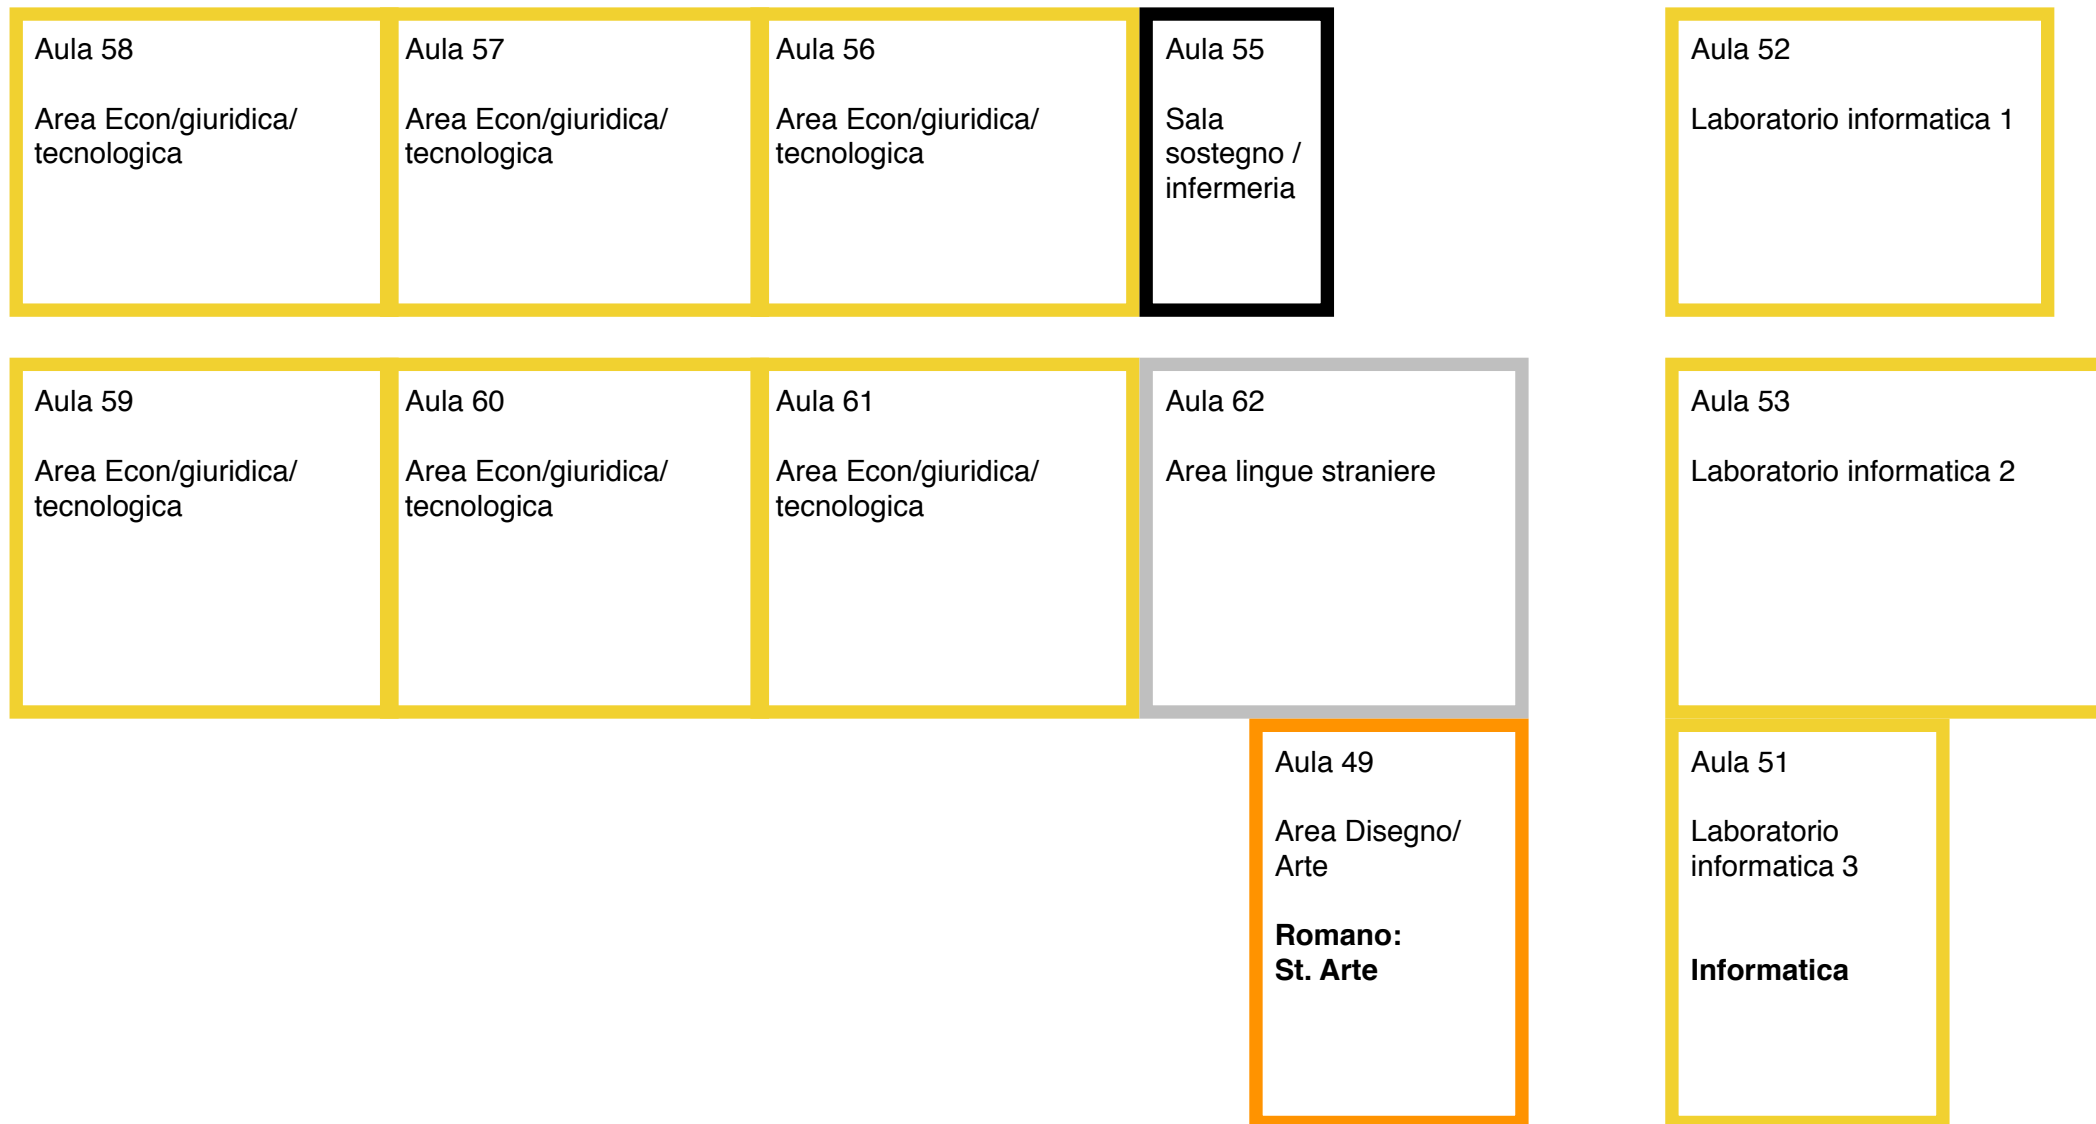 Aula 58
Area Econ/giuridica/
tecnologica
Aula 57
Area Econ/giuridica/
tecnologica
Aula 56
Area Econ/giuridica/
tecnologica
Aula 55
Sala
sostegno /
infermeria
Aula 52
Laboratorio informatica 1
Aula 59
Area Econ/giuridica/
tecnologica
Aula 60
Area Econ/giuridica/
tecnologica
Aula 61
Area Econ/giuridica/
tecnologica
Aula 62
Area lingue straniere
Aula 53
Laboratorio informatica 2
Aula 49
Area Disegno/
Arte
Romano:
St. Arte
Aula 51
Laboratorio
informatica 3
Informatica